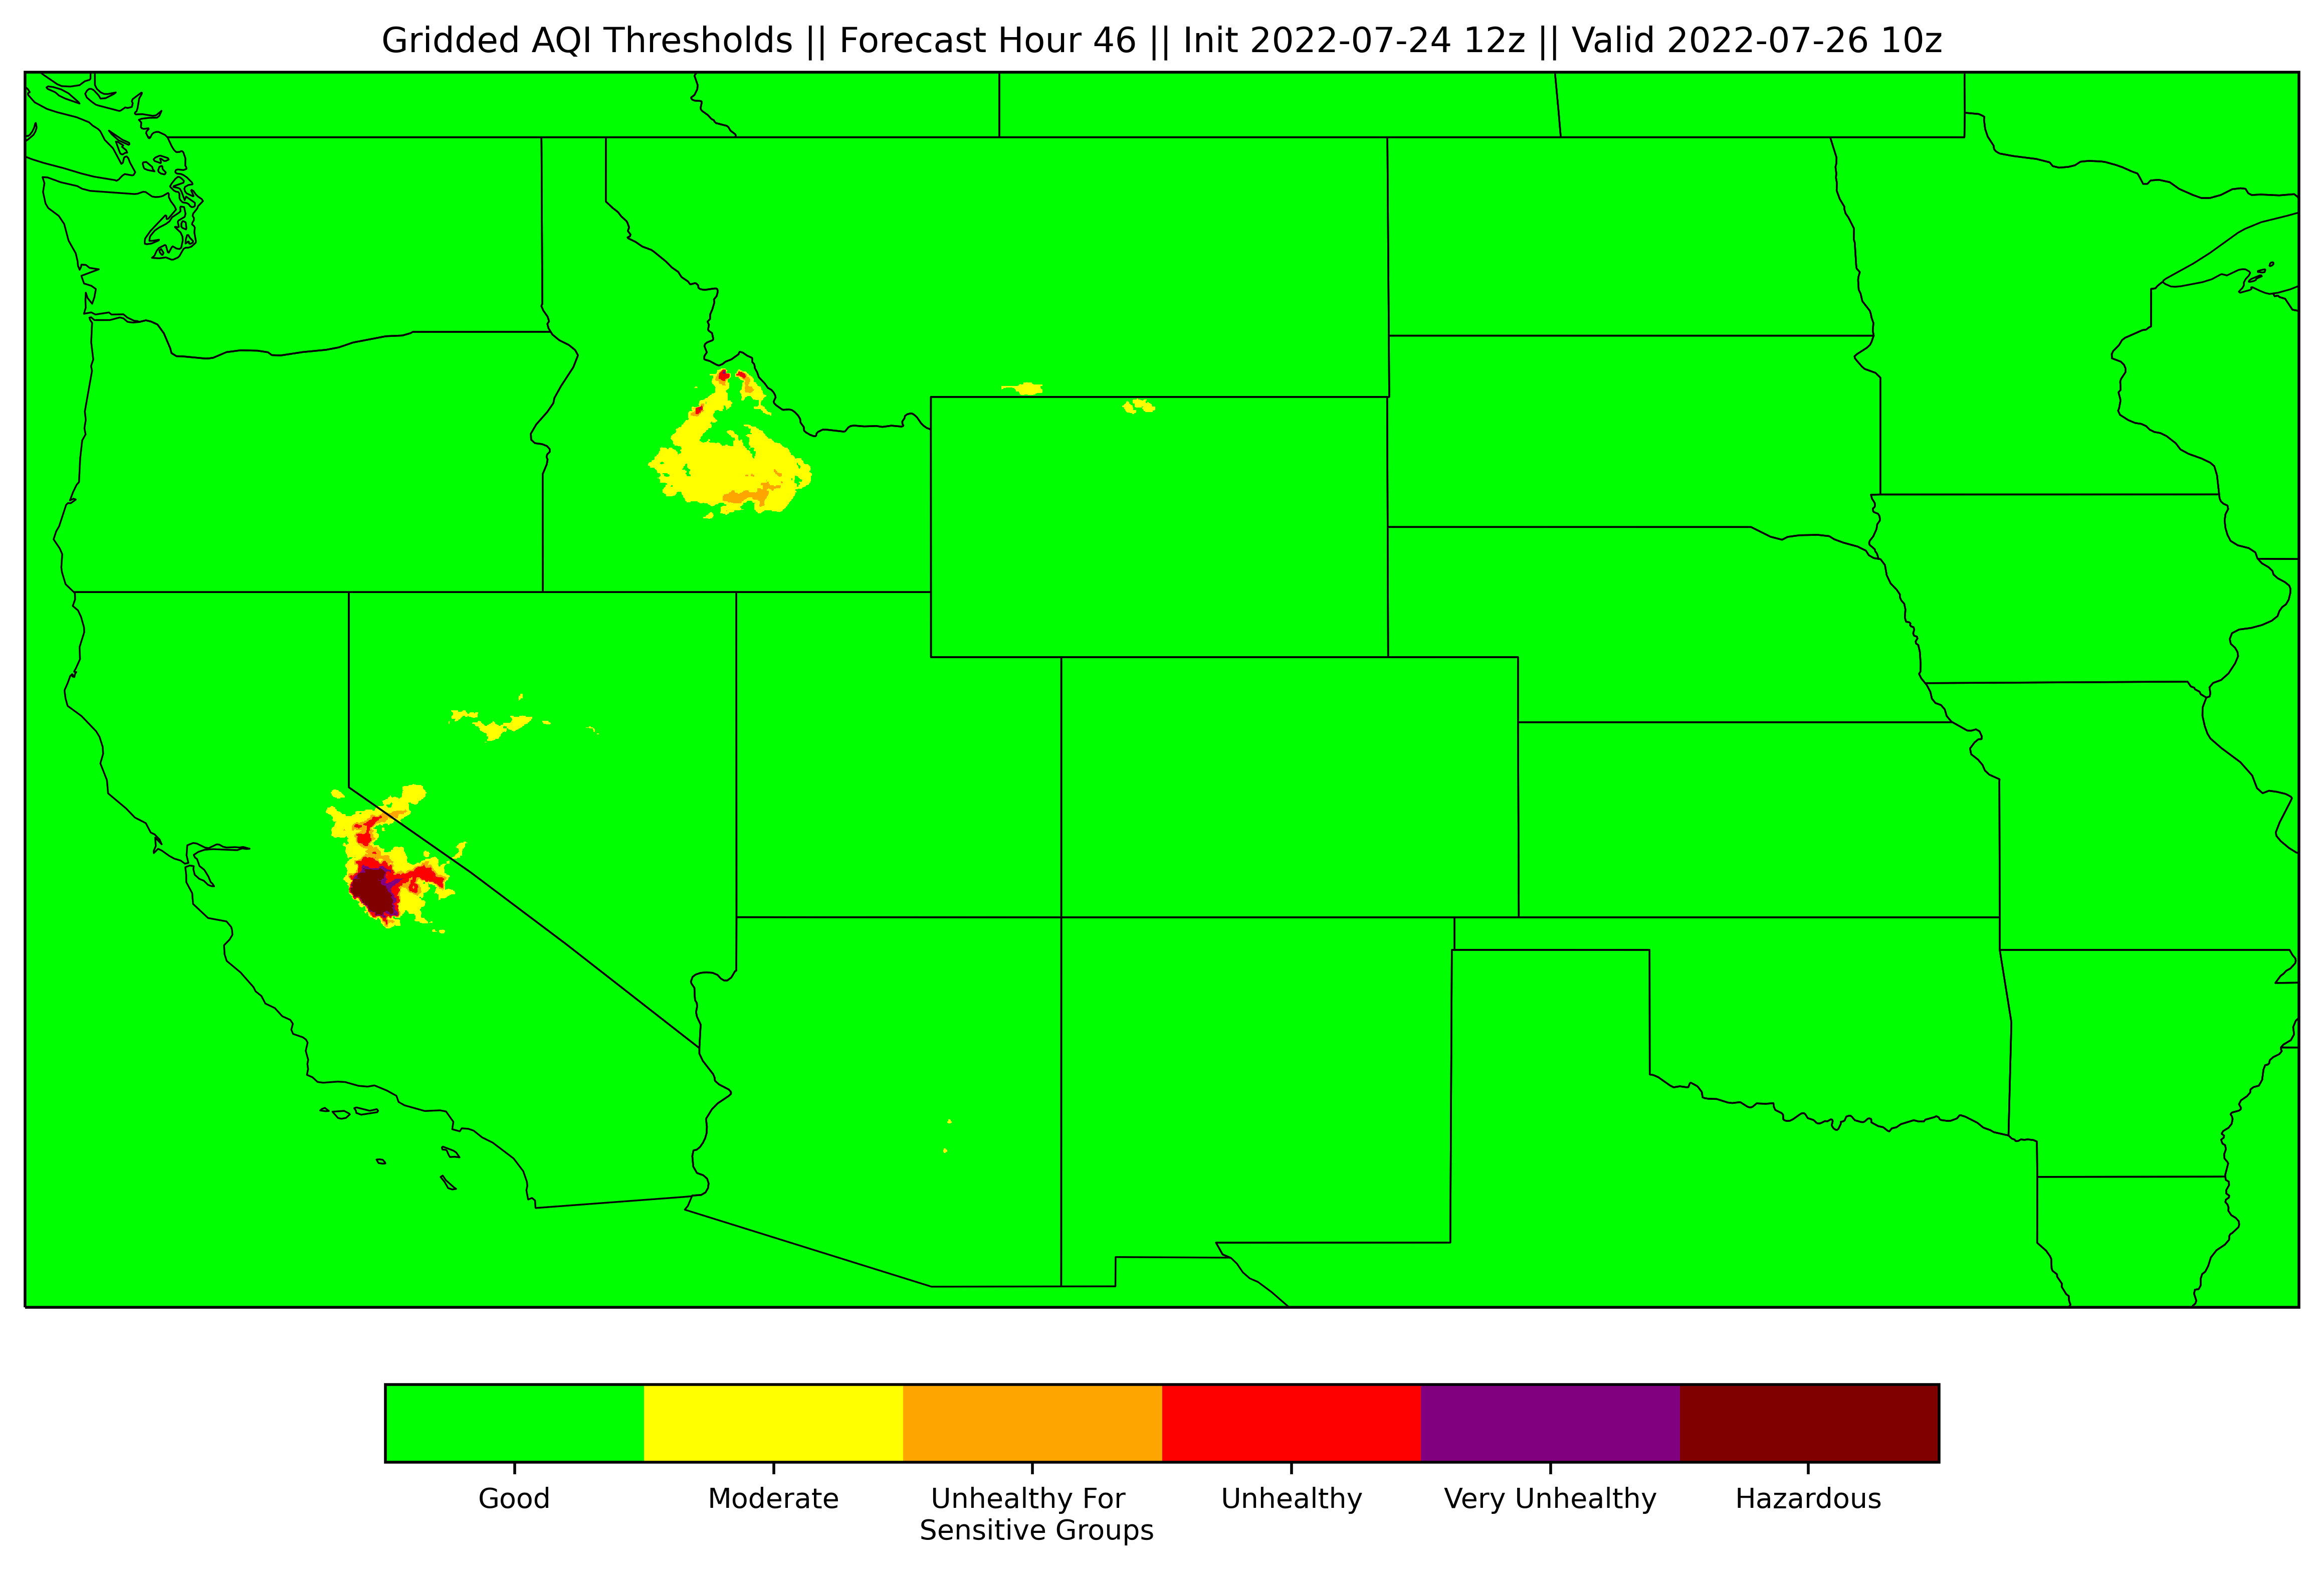 Gridded AQI Thresholds || Forecast Hour 46 || Init 2022-07-24 12z || Valid 2022-07-26 10z
Good
Moderate
Unhealthy For
Sensitive Groups
Unhealthy
Very Unhealthy
Hazardous